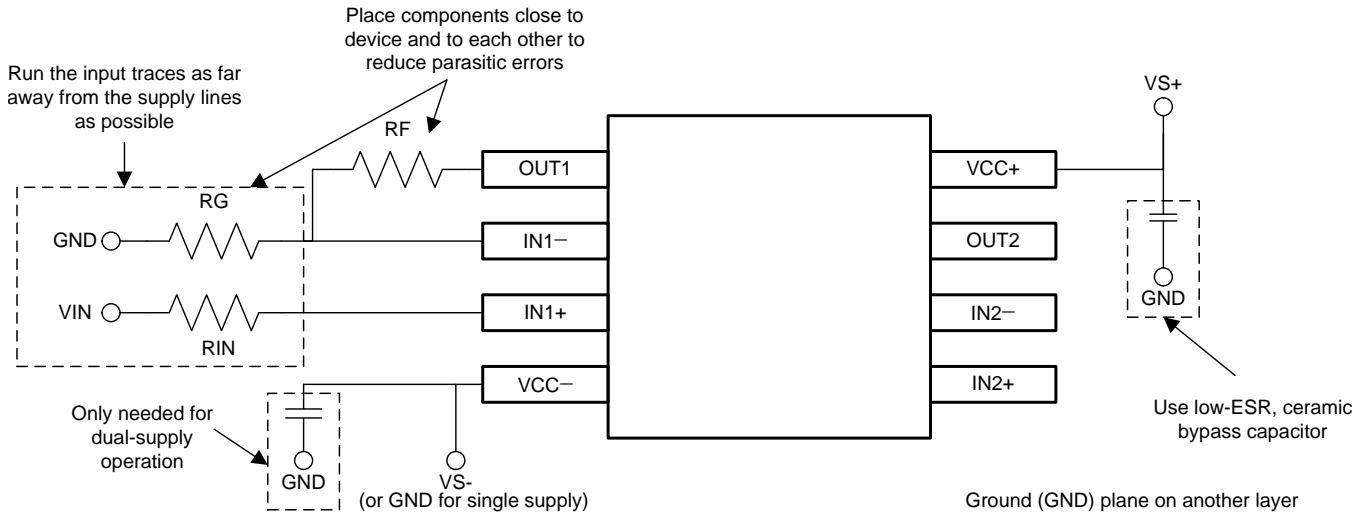 Place components close to
device and to each other to
reduce parasitic errors
Run the input traces as far
away from the supply lines
as possible
VS+
RF
OUT1
VCC+
RG
GND
IN1−
OUT2
GND
VIN
IN1+
IN2−
RIN
VCC−
IN2+
Only needed for
dual-supply
operation
Use low-ESR, ceramic
bypass capacitor
GND
VS-
(or GND for single supply)
Ground (GND) plane on another layer